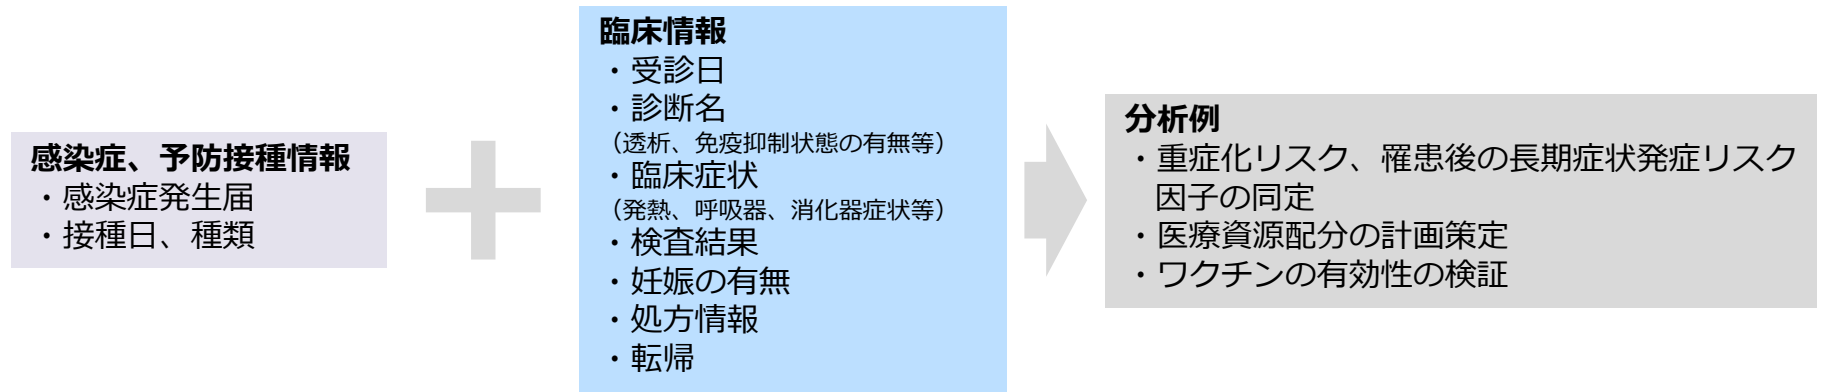 感染症、予防接種情報
・感染症発生届
・接種日、種類
臨床情報
・受診日
・診断名
（透析、免疫抑制状態の有無等）
・臨床症状
（発熱、呼吸器、消化器症状等）
・検査結果
・妊娠の有無
・処方情報
・転帰
分析例
・重症化リスク、罹患後の長期症状発症リスク
因子の同定
・医療資源配分の計画策定
・ワクチンの有効性の検証